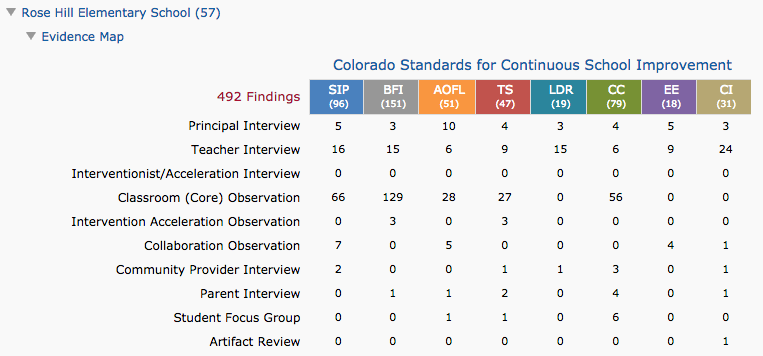 Rose Hill Elementary School (57)
Evidence Map
Colorado Standards for Continuous School Improvement
492 Findings SIP (96) BFI (151) AOFL (51) TS (47) LDR (19) CC (79) EE (18) CI (31)
Principal Interview 5 3 10 4 3 4 5 3
Teacher Interview 16 15 6 9 15 6 9 24
Interventionist/Acceleration Interview 0 0 0 0 0 0 0 0
Classroom (Core) Observation 66 129 28 27 0 56 0 0
Intervention Acceleration Observation 0 3 0 3 0 0 0 0
Collaboration Observation 7 0 5 0 0 0 4 1
Community Provider Interview 2 0 0 1 1 3 0 1
Parent Interview 0 1 1 2 0 4 0 1
Student Focus Group 0 0 1 1 0 6 0 0
Artifact Review 0 0 0 0 0 0 0 1